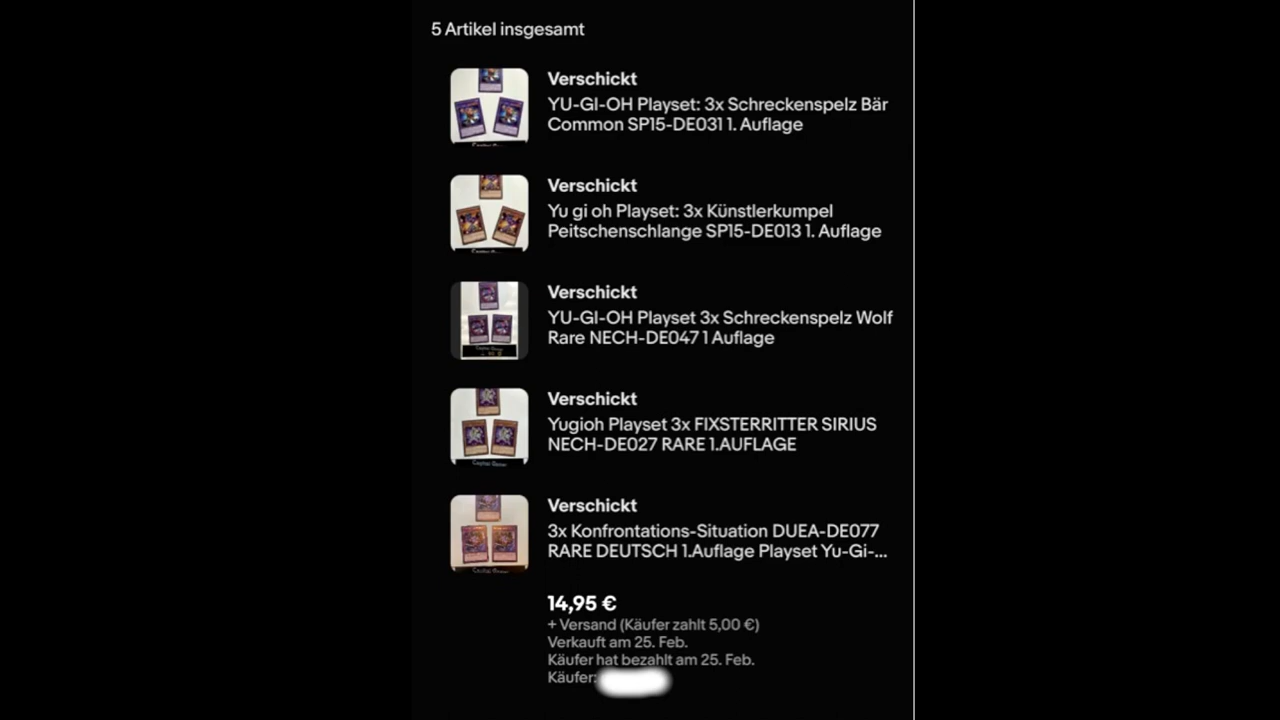 5 Artikel insgesamt
Verschickt
YU-GI-OH Playset: 3x Schreckenspelz Bär
Common SP15-DE031 1. Auflage
Verschickt
Yu gi oh Playset: 3x Künstlerkumpel
Peitschenschlange SP15-DE013 1. Auflage
Verschickt
YU-GI-OH Playset 3x Schreckenspelz Wolf
Rare NECH-DE047 1 Auflage
Verschickt
Yugioh Playset 3x FIXSTERRITTER SIRIUS
NECH-DE027 RARE 1.AUFLAGE
Verschickt
3x Konfrontations-Situation DUEA-DE077
RARE DEUTSCH 1.Auflage Playset Yu-Gi-...
14,95 €
+ Versand (Käufer zahlt 5,00 €)
Verkauft am 25. Feb.
Käufer hat bezahlt am 25. Feb.
Käufer: